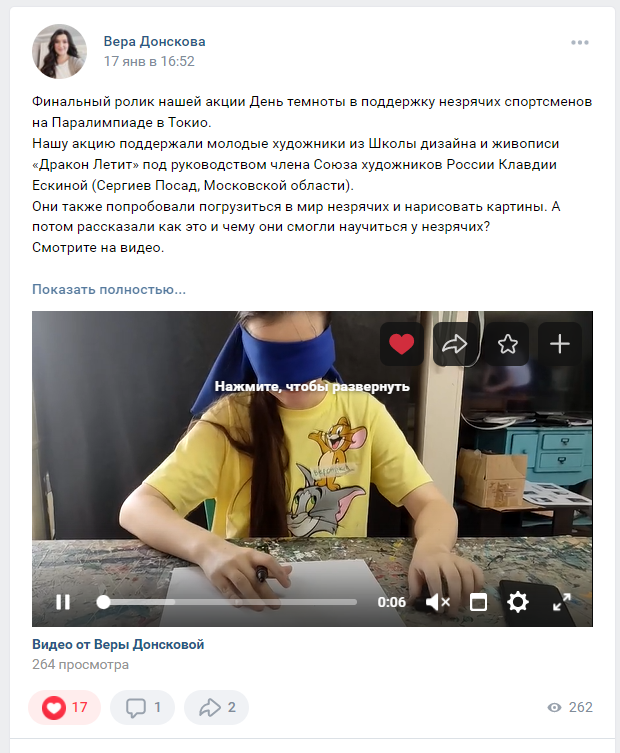 Вера Донскова
17 янв в 16:52
Финальный ролик нашей акции День темноты в поддержку незрячих спортсменов
на Паралимпиаде в Токио.
Нашу акцию поддержали молодые художники из Школы дизайна и живописи
«Дракон Летит» под руководством члена Союза художников России Клавдии
Ескиной (Сергиев Посад, Московской области).
Они также попробовали погрузиться в мир незрячих и нарисовать картины. А
потом рассказали как это и чему они смогли научиться у незрячих?
Смотрите на видео.
Показать полностью...
Нажмите, чтобы развернуть
0:06
Видео от Веры Донсковой
264 просмотра
17 1 2 262